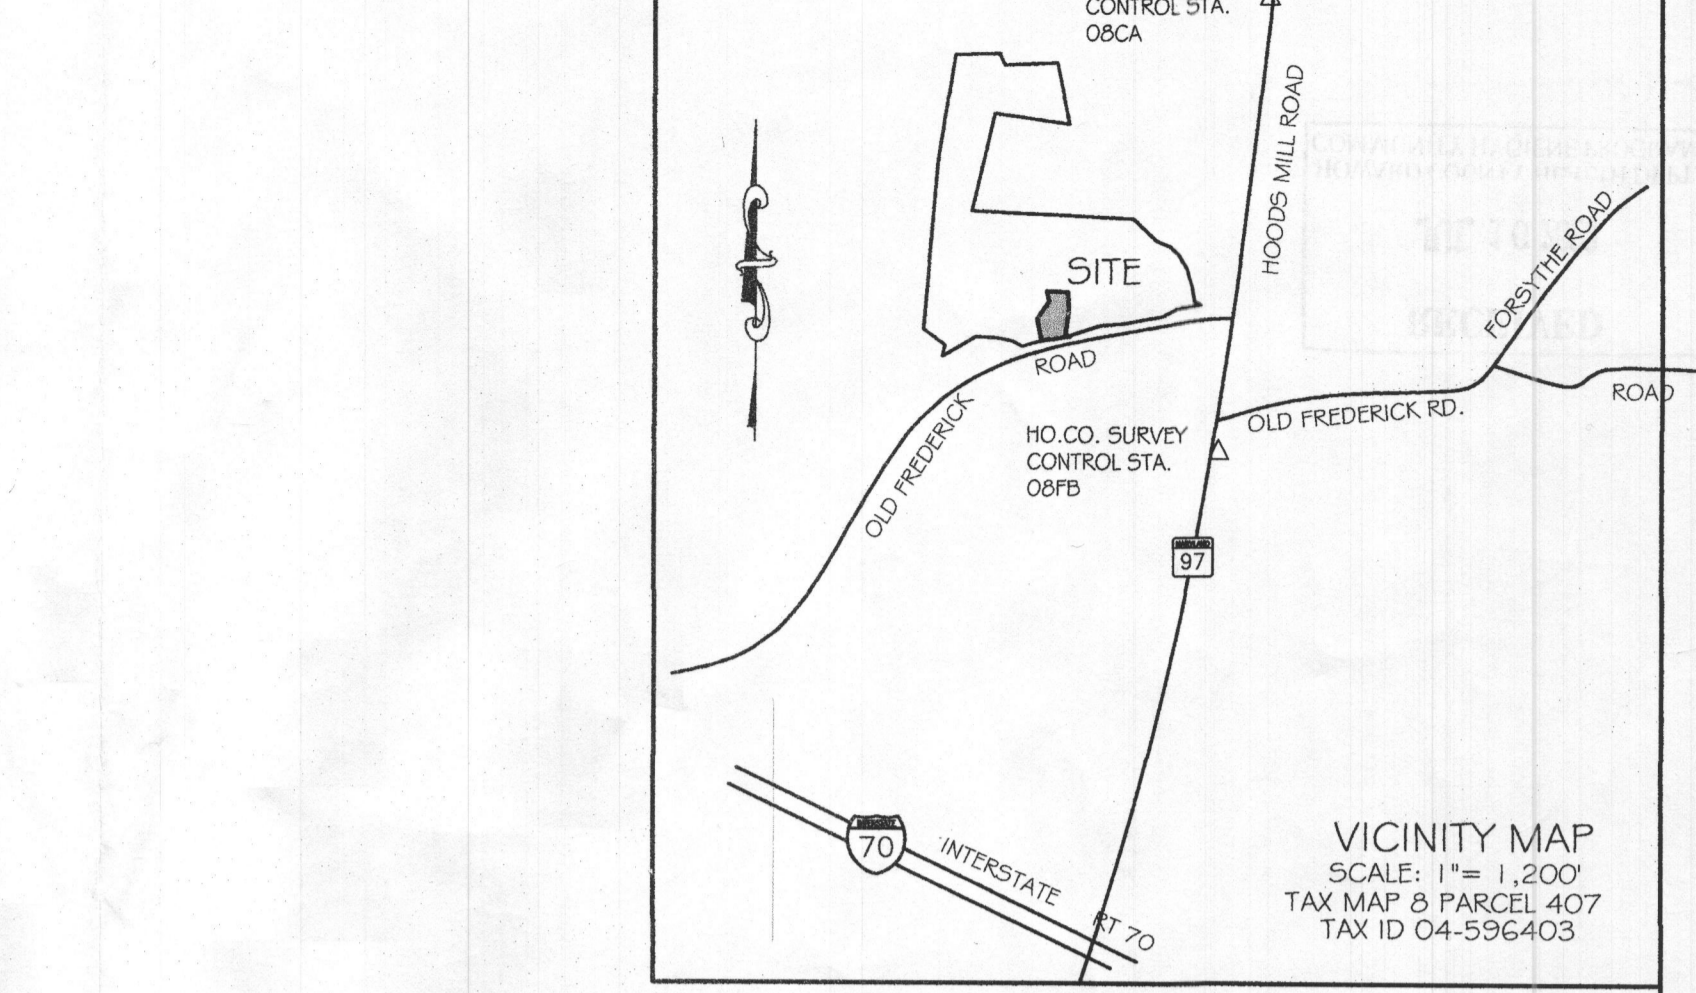 CONTROL STA.
08CA
HOODS MILL ROAD
FORSYTHE ROAD
SITE
ROAD
ROAD
OLD FREDERICK
OLD FREDERICK RD.
HO.CO. SURVEY
CONTROL STA.
08FB
MARYLAND
97
INTERSTATE
70
INTERSTATE
RT 70
VICINITY MAP
SCALE: 1"= 1,200'
TAX MAP 8 PARCEL 407
TAX ID 04-596403